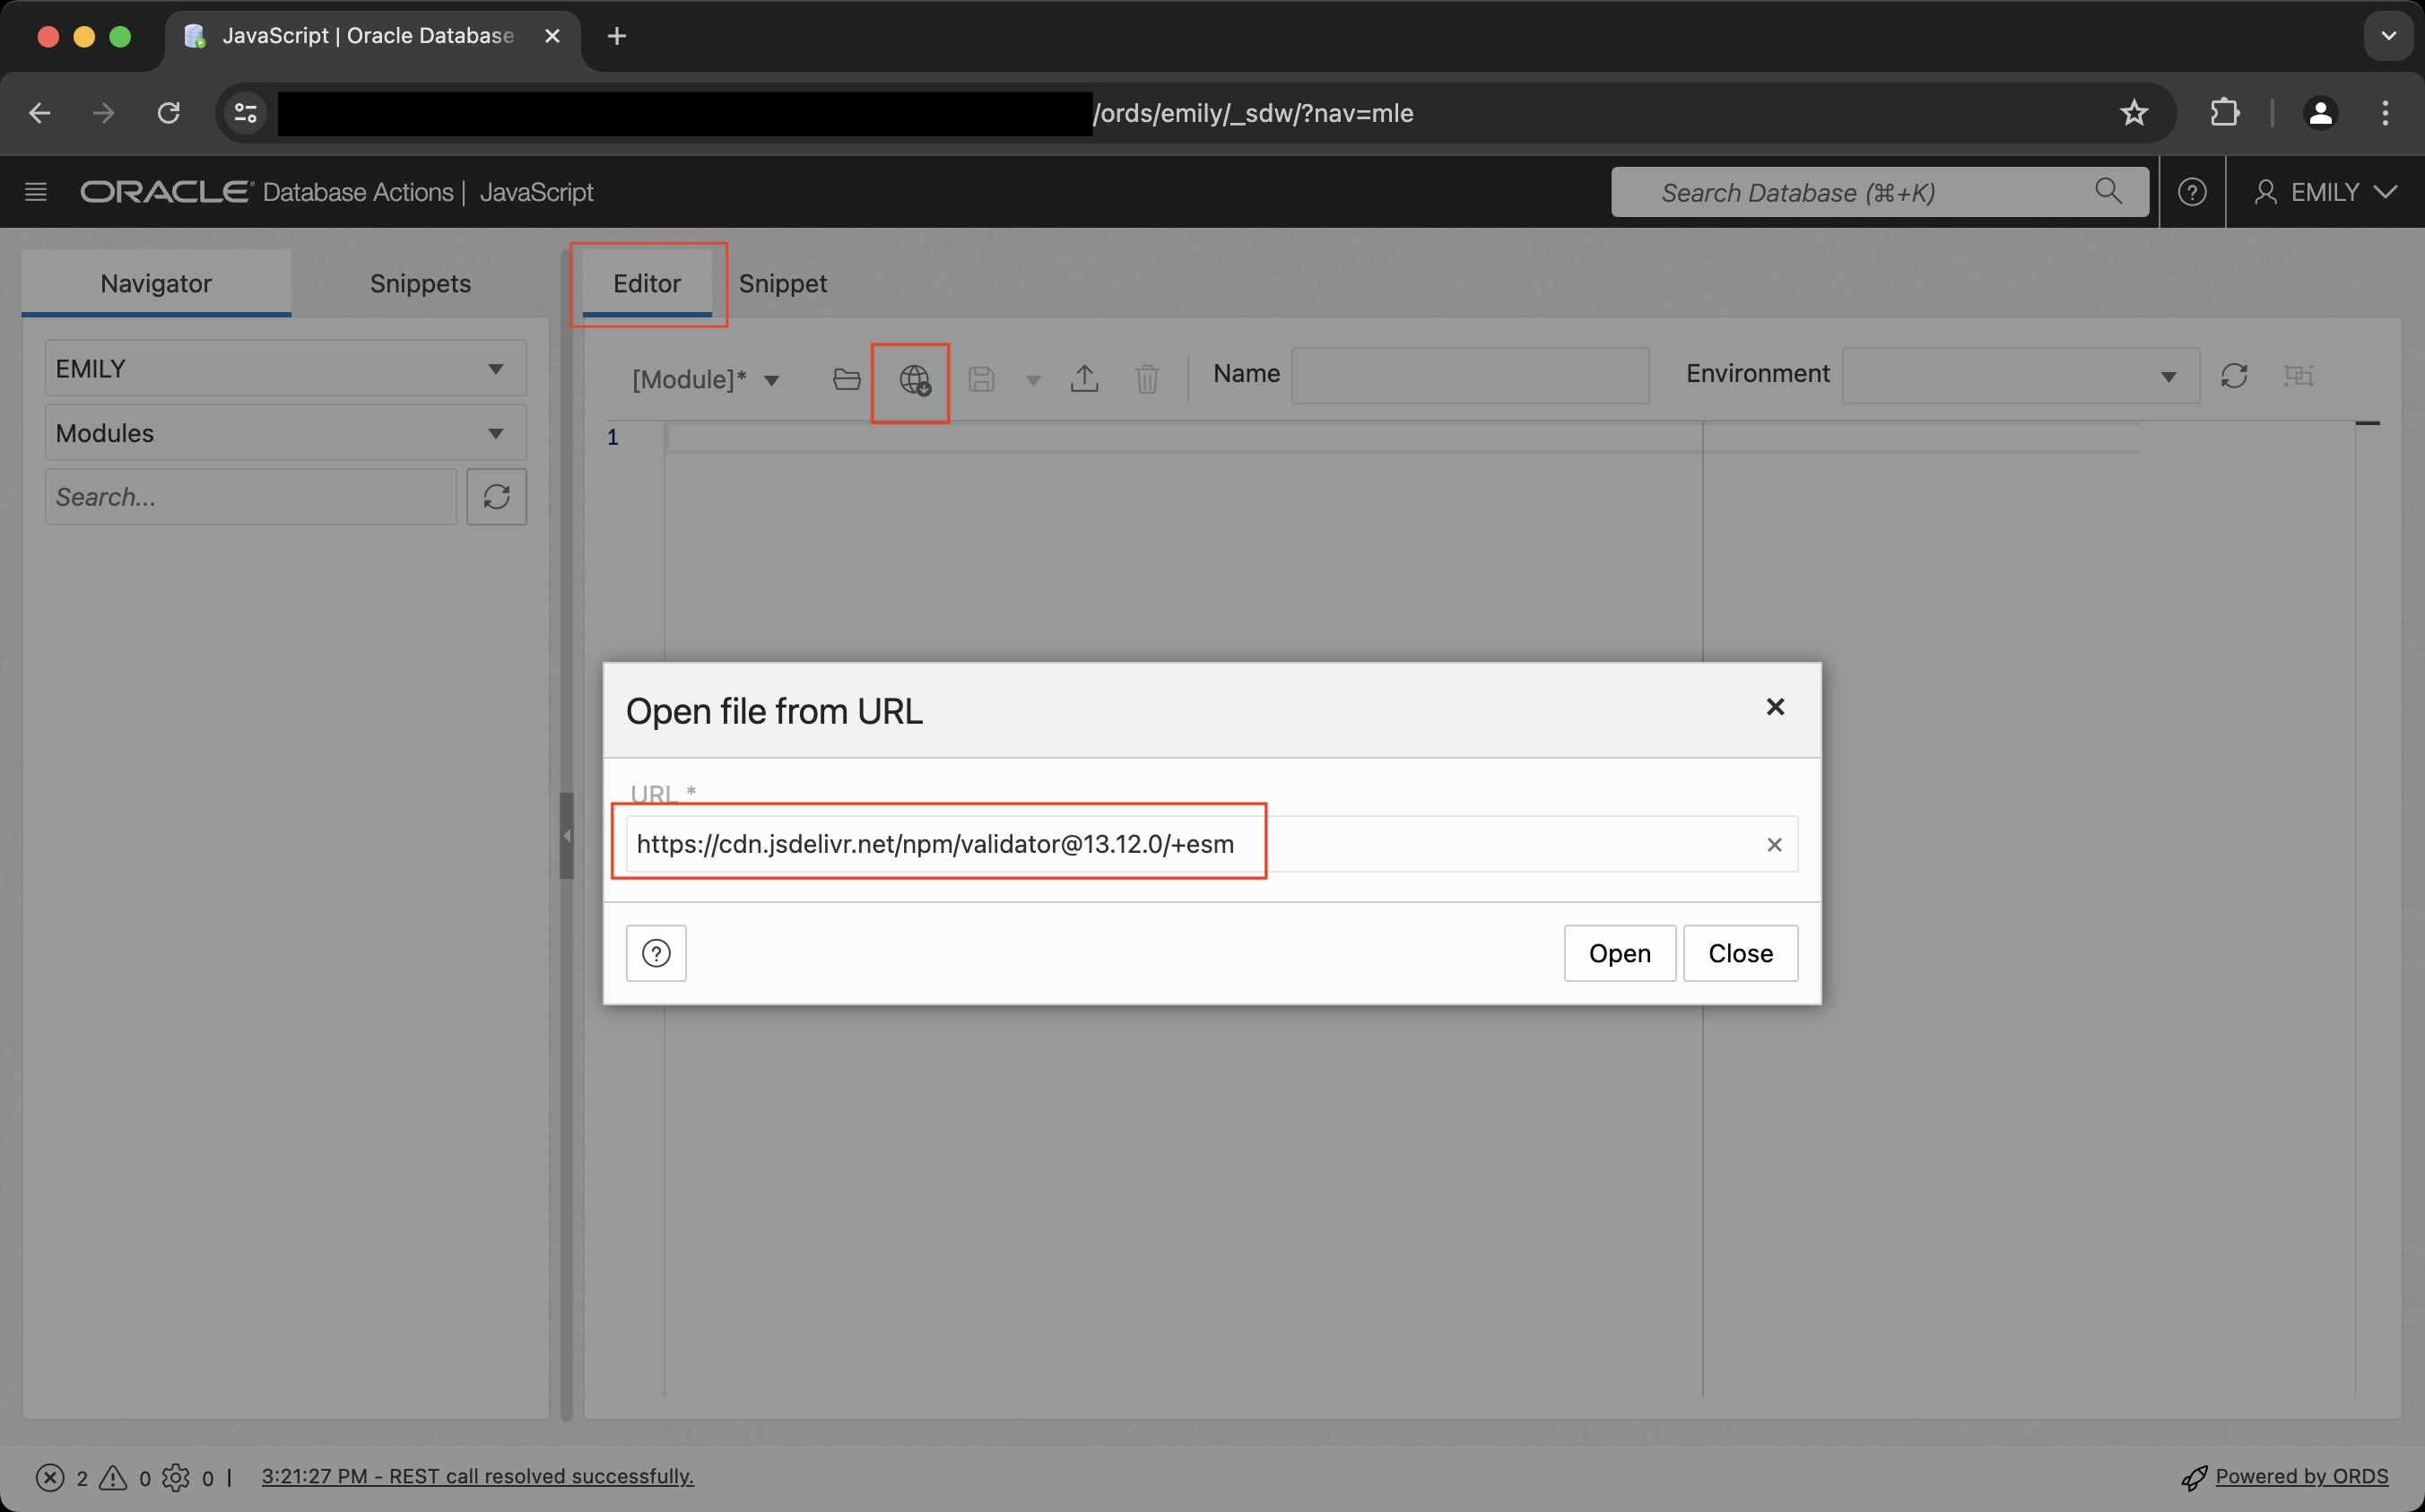 JavaScript | Oracle Database
/ords/emily/_sdw/?nav=mle
ORACLE Database Actions | JavaScript
Search Database (⌘+K)
EMILY
Navigator
Snippets
Editor
Snippet
EMILY
Modules
Search...
[Module]*
Name
Environment
1
Open file from URL
URL *
https://cdn.jsdelivr.net/npm/validator@13.12.0/+esm
Open
Close
2 0 0 | 3:21:27 PM - REST call resolved successfully.
Powered by ORDS